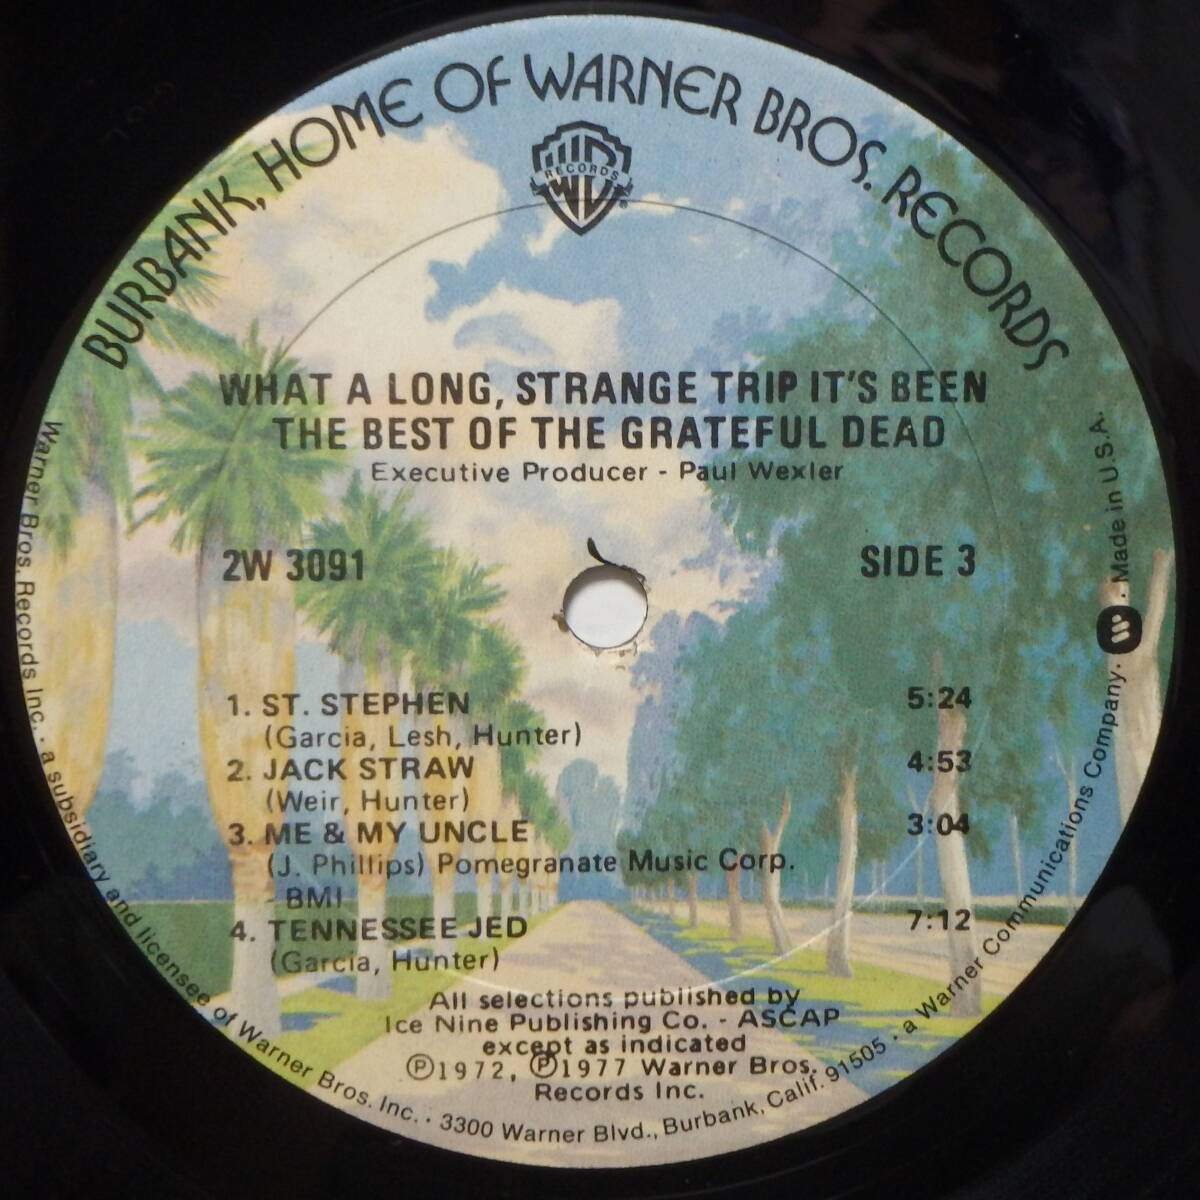 BURBANK, HOME OF WARNER BROS. RECORDS
WB
RECORDS
®
WHAT A LONG, STRANGE TRIP IT'S BEEN
THE BEST OF THE GRATEFUL DEAD
Executive Producer - Paul Wexler
2W 3091
SIDE 3
1. ST. STEPHEN 5:24
(Garcia, Lesh, Hunter)
2. JACK STRAW 4:53
(Weir, Hunter)
3. ME & MY UNCLE 3:04
(J. Phillips) Pomegranate Music Corp.
- BMI
4. TENNESSEE JED 7:12
(Garcia, Hunter)
All selections published by
Ice Nine Publishing Co. - ASCAP
except as indicated
Ⓟ1972, Ⓟ1977 Warner Bros.
Records Inc.
Warner Bros. Records Inc. · a subsidiary and licensee of Warner Bros. Inc. · 3300 Warner Blvd., Burbank, Calif. 91505 · a Warner Communications Company. W · Made in U.S.A.